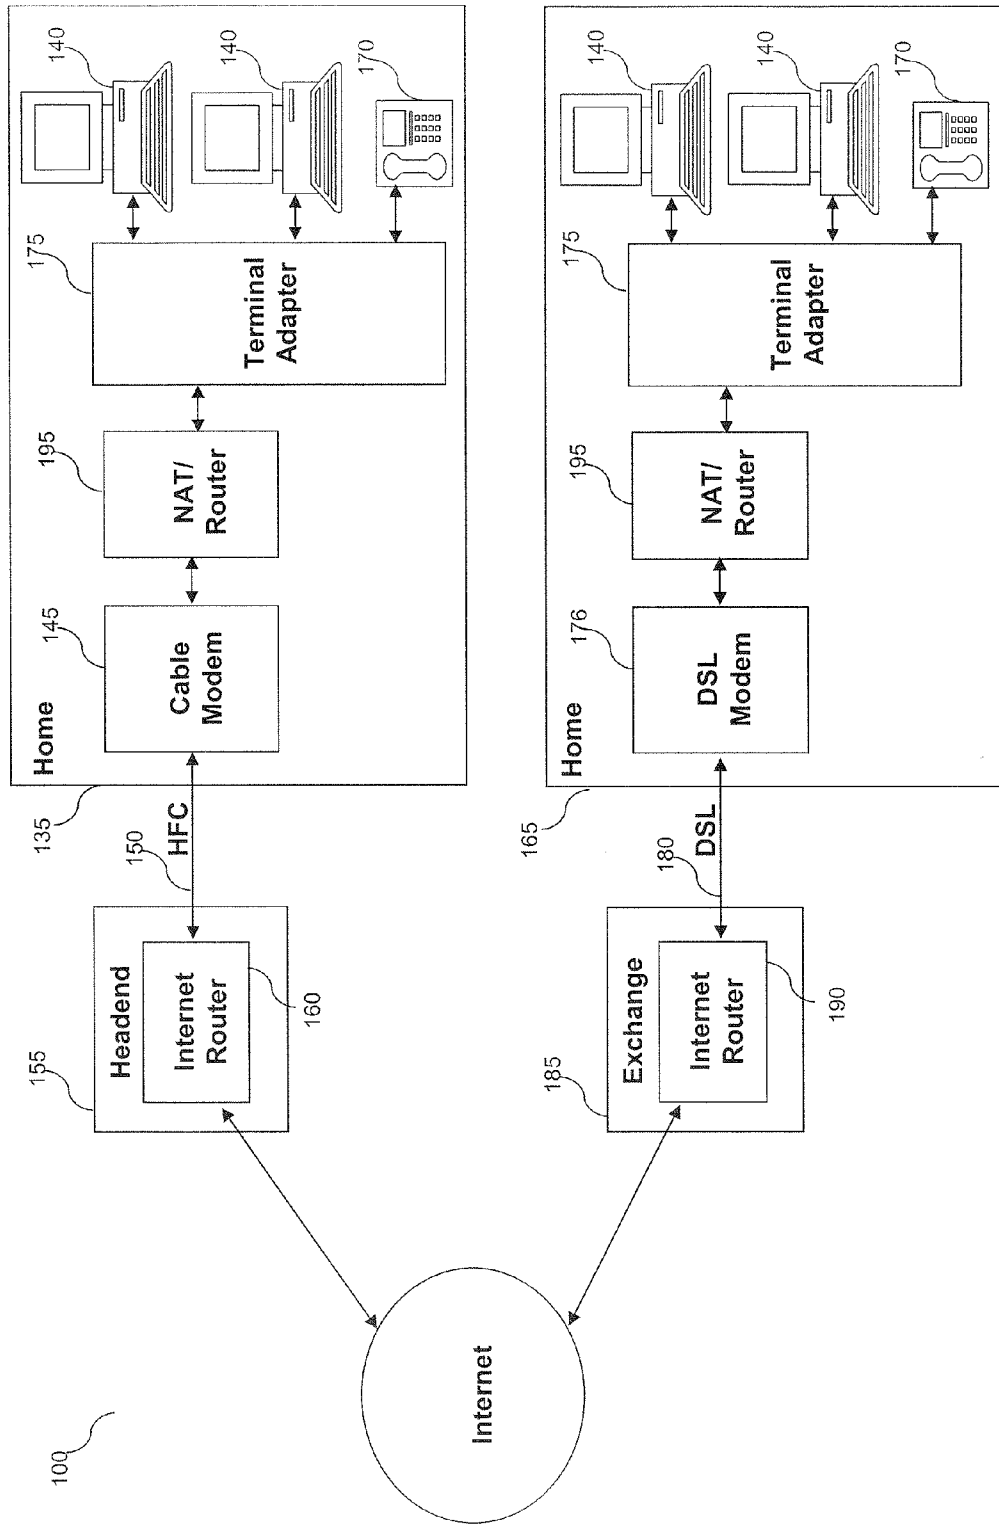 100
Internet
155
Headend
Internet
Router
160
150
HFC
135
Home
145
Cable
Modem
195
NAT/
Router
175
Terminal
Adapter
140
140
170
185
Exchange
Internet
Router
190
180
DSL
165
Home
176
DSL
Modem
195
NAT/
Router
175
Terminal
Adapter
140
140
170